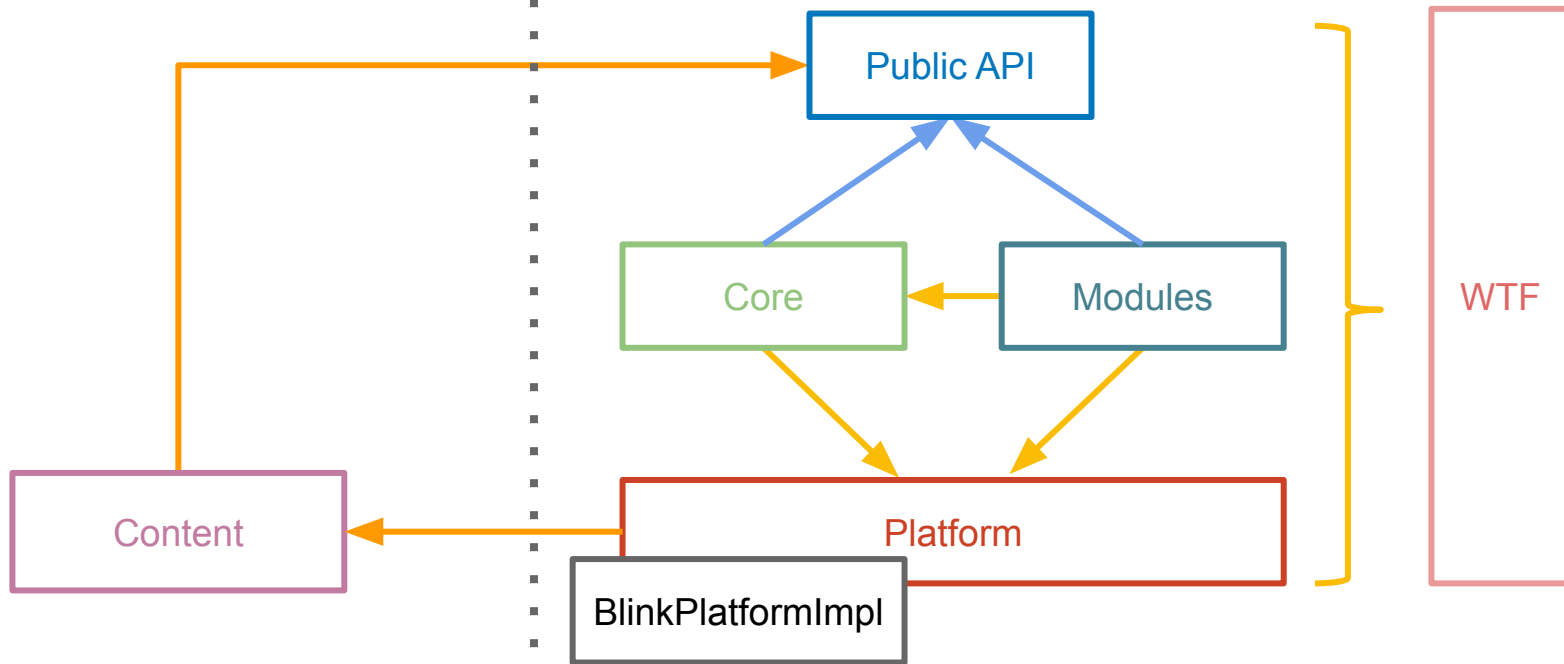 Public API
Core
Modules
WTF
Content
Platform
BlinkPlatformImpl